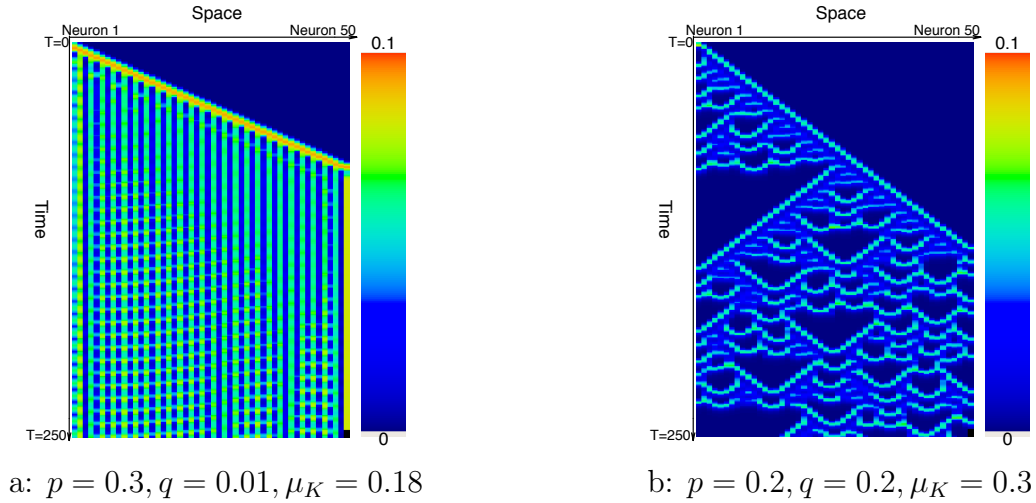 Space
Neuron 1 Neuron 50
T=0
0.1
Time
T=250
0
a: p = 0.3, q = 0.01, μ_K = 0.18
Space
Neuron 1 Neuron 50
T=0
0.1
Time
T=250
0
b: p = 0.2, q = 0.2, μ_K = 0.3